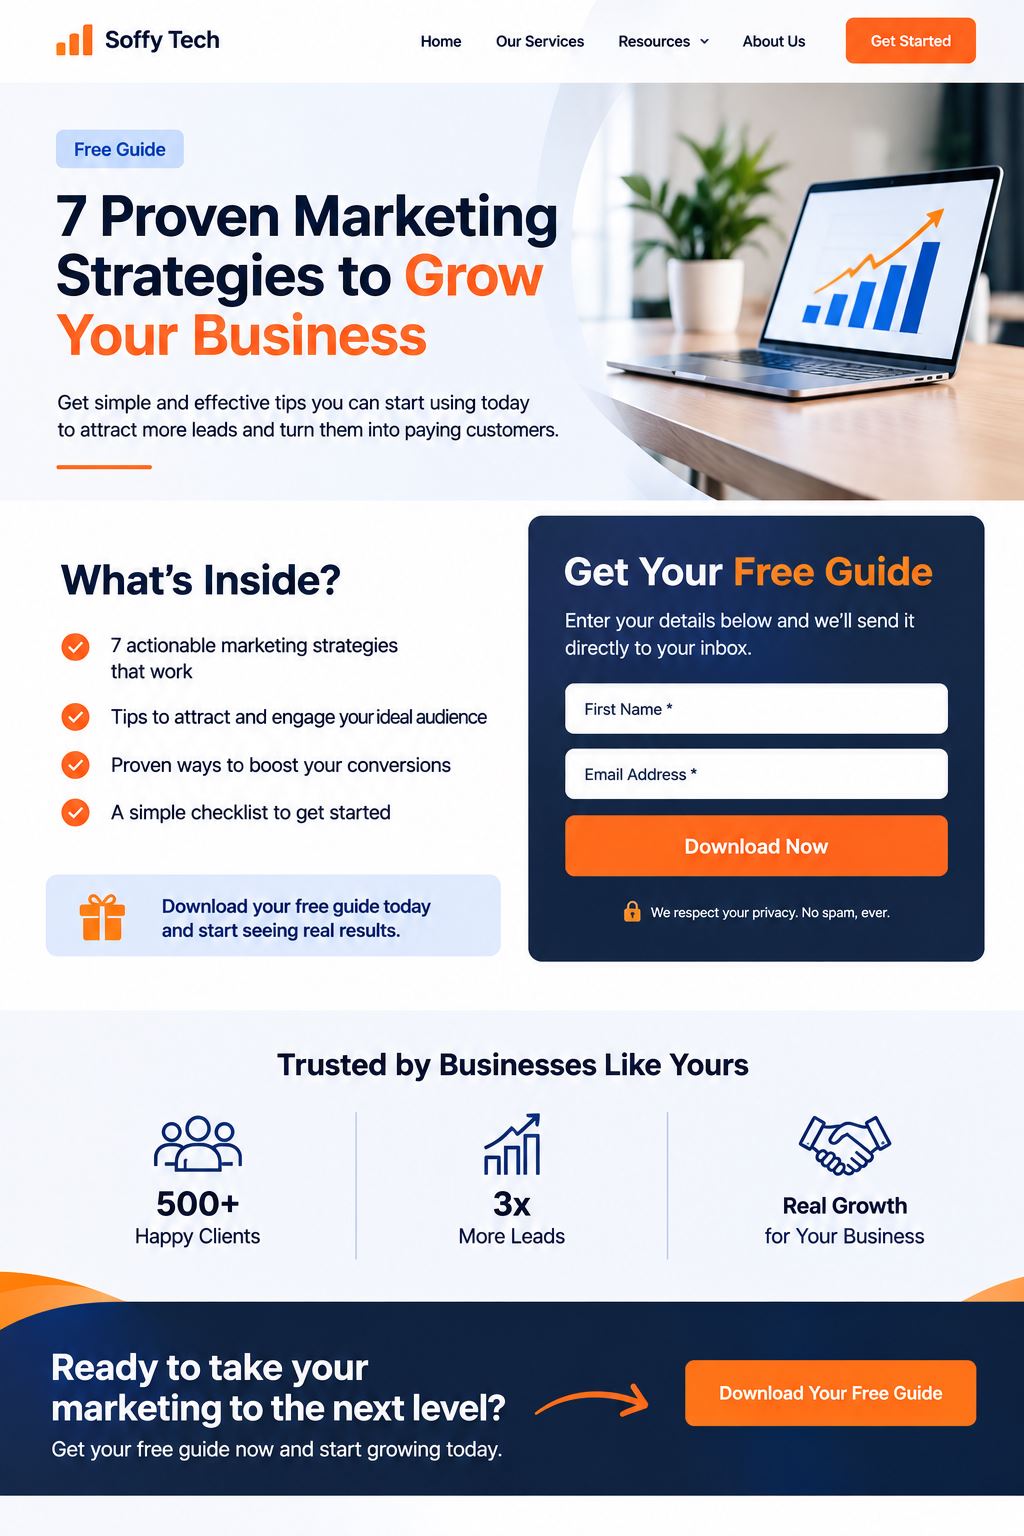 Soffy Tech
Home
Our Services
Resources
About Us
Get Started
Free Guide
7 Proven Marketing
Strategies to Grow
Your Business
Get simple and effective tips you can start using today
to attract more leads and turn them into paying customers.
What's Inside?
7 actionable marketing strategies
that work
Tips to attract and engage your ideal audience
Proven ways to boost your conversions
A simple checklist to get started
Download your free guide today
and start seeing real results.
Get Your Free Guide
Enter your details below and we'll send it
directly to your inbox.
First Name *
Email Address *
Download Now
We respect your privacy. No spam, ever.
Trusted by Businesses Like Yours
500+
Happy Clients
3x
More Leads
Real Growth
for Your Business
Ready to take your
marketing to the next level?
Get your free guide now and start growing today.
Download Your Free Guide